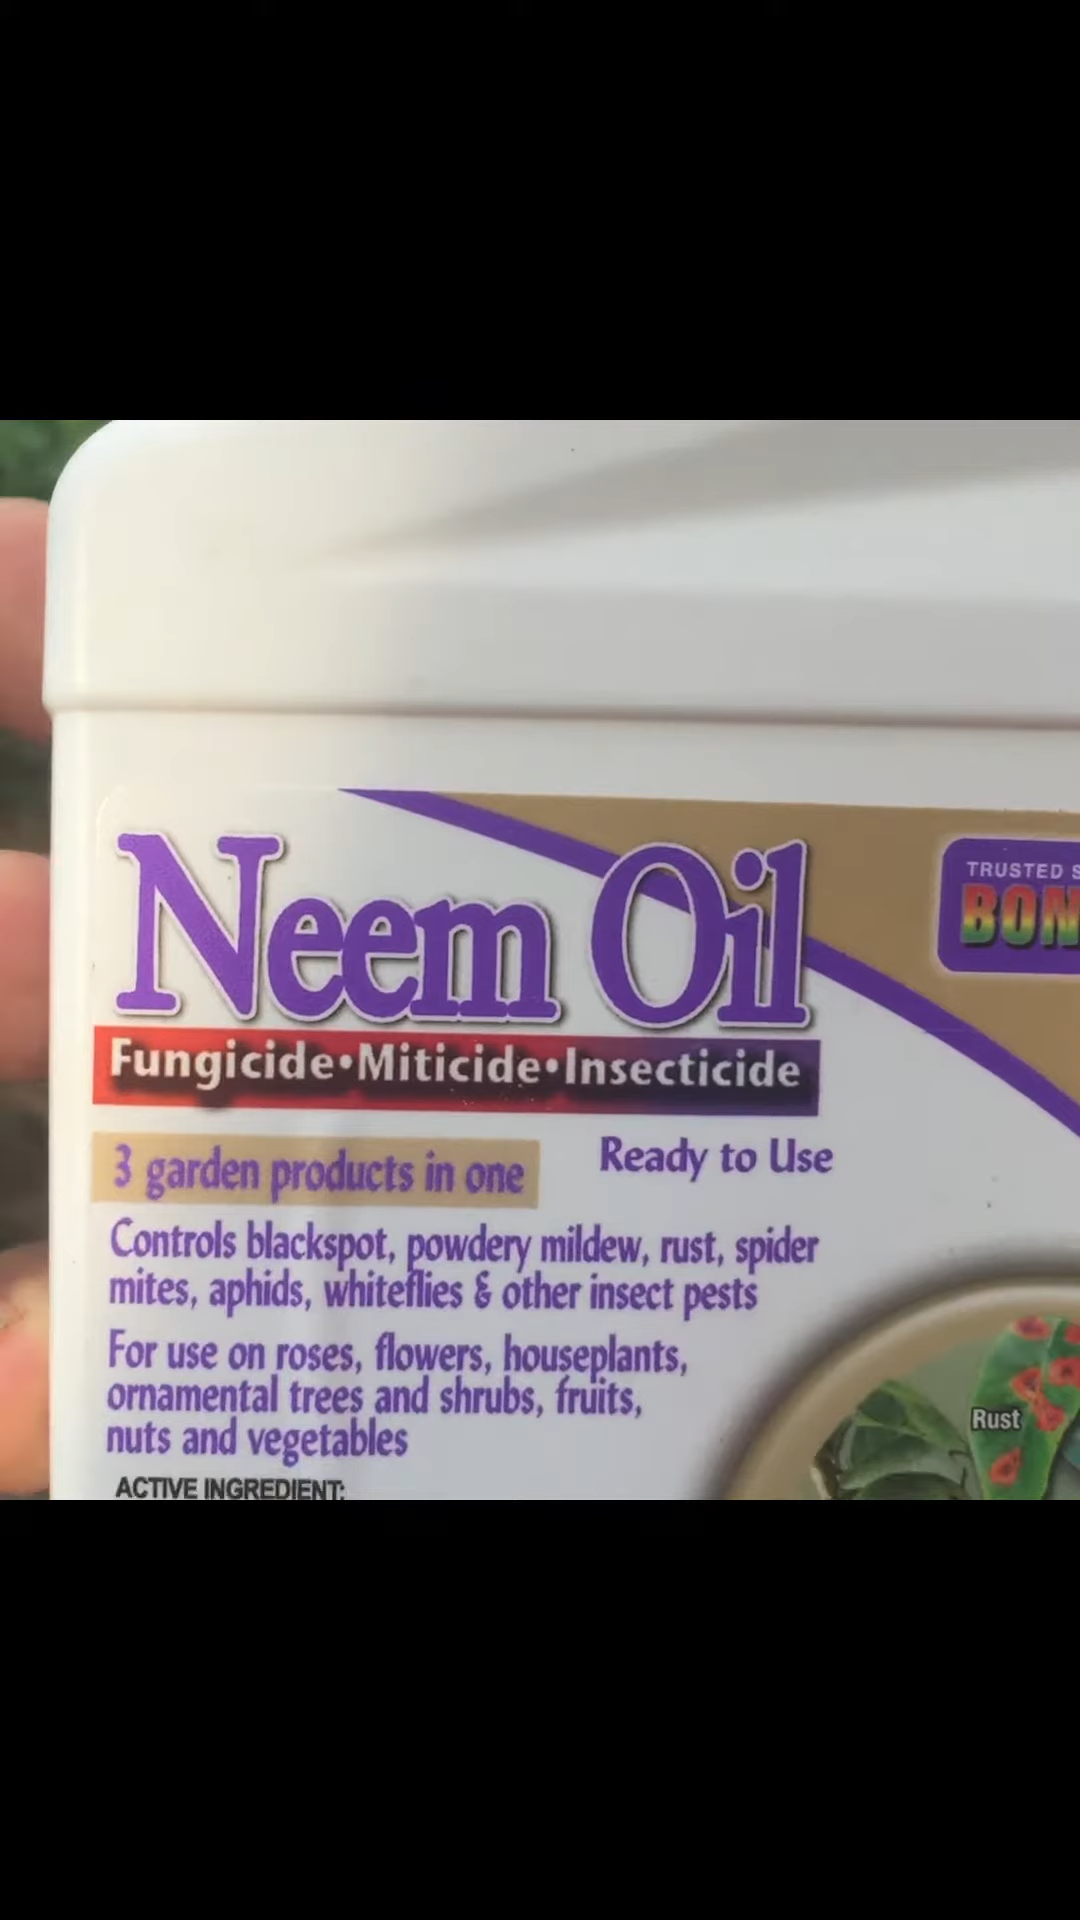 Neem Oil
TRUSTED
BON
Fungicide•Miticide•Insecticide
3 garden products in one
Ready to Use
Controls blackspot, powdery mildew, rust, spider
mites, aphids, whiteflies & other insect pests
For use on roses, flowers, houseplants,
ornamental trees and shrubs, fruits,
nuts and vegetables
Rust
ACTIVE INGREDIENT: